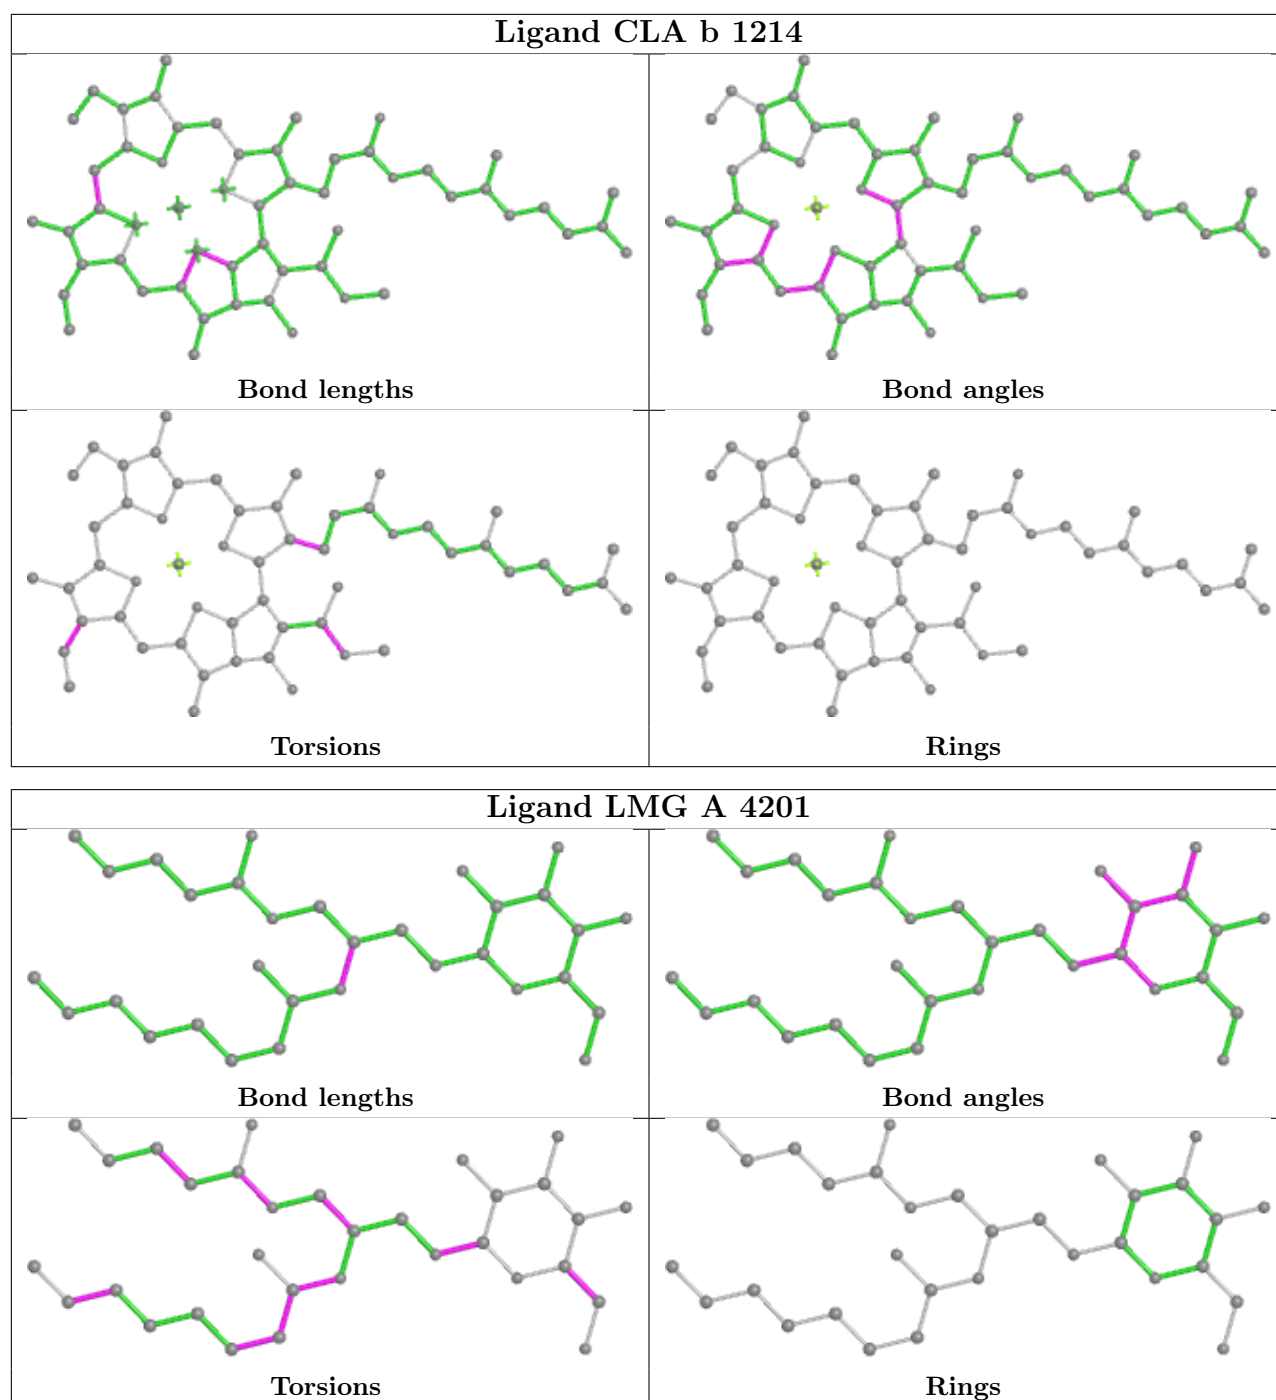 Ligand CLA b 1214
Bond lengths
Bond angles
Torsions
Rings
Ligand LMG A 4201
Bond lengths
Bond angles
Torsions
Rings